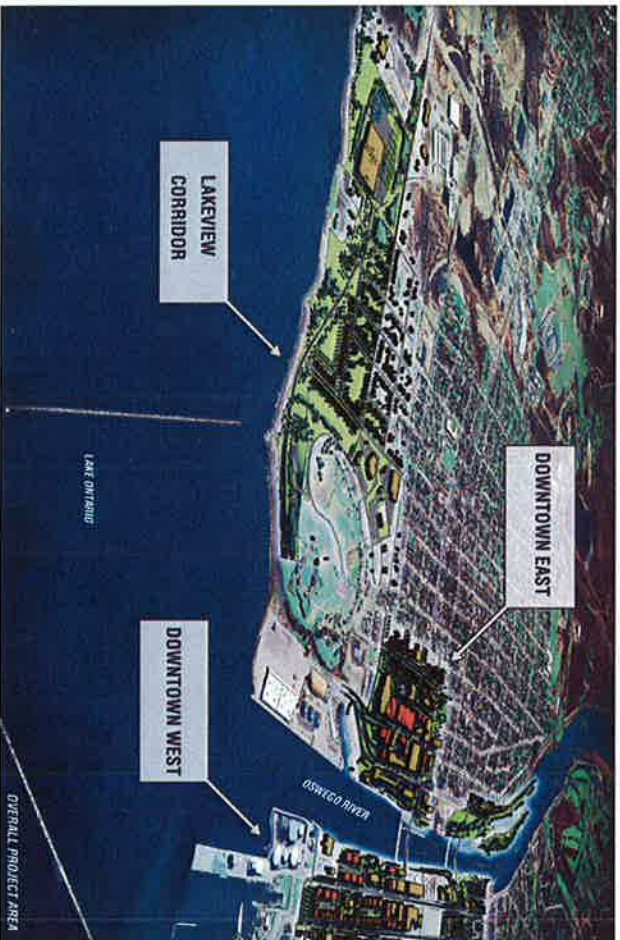 LAKEVIEW
CORRIDOR
DOWNTOWN EAST
LAKE ONTARIO
DOWNTOWN WEST
OSWEGO RIVER
OVERALL PROJECT AREA